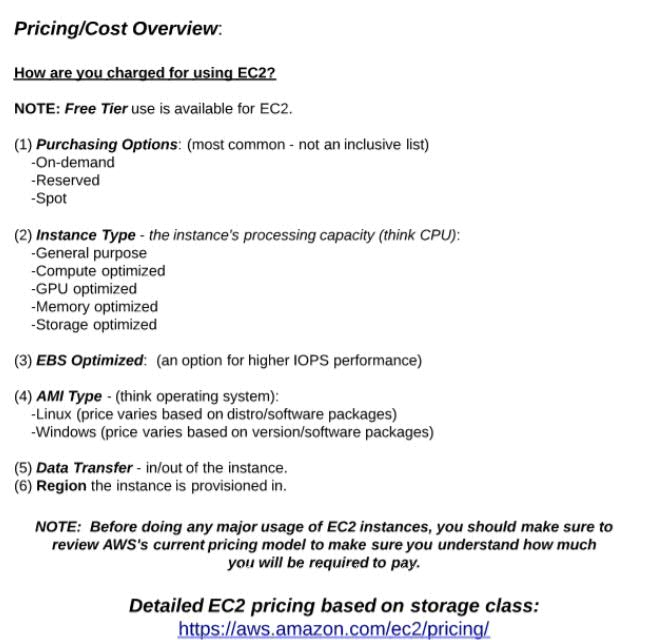 Pricing/Cost Overview:
How are you charged for using EC2?
NOTE: Free Tier use is available for EC2.
(1) Purchasing Options: (most common - not an inclusive list)
-On-demand
-Reserved
-Spot
(2) Instance Type - the instance's processing capacity (think CPU):
-General purpose
-Compute optimized
-GPU optimized
-Memory optimized
-Storage optimized
(3) EBS Optimized: (an option for higher IOPS performance)
(4) AMI Type - (think operating system):
-Linux (price varies based on distro/software packages)
-Windows (price varies based on version/software packages)
(5) Data Transfer - in/out of the instance.
(6) Region the instance is provisioned in.
NOTE: Before doing any major usage of EC2 instances, you should make sure to
review AWS's current pricing model to make sure you understand how much
you will be required to pay.
Detailed EC2 pricing based on storage class:
https://aws.amazon.com/ec2/pricing/